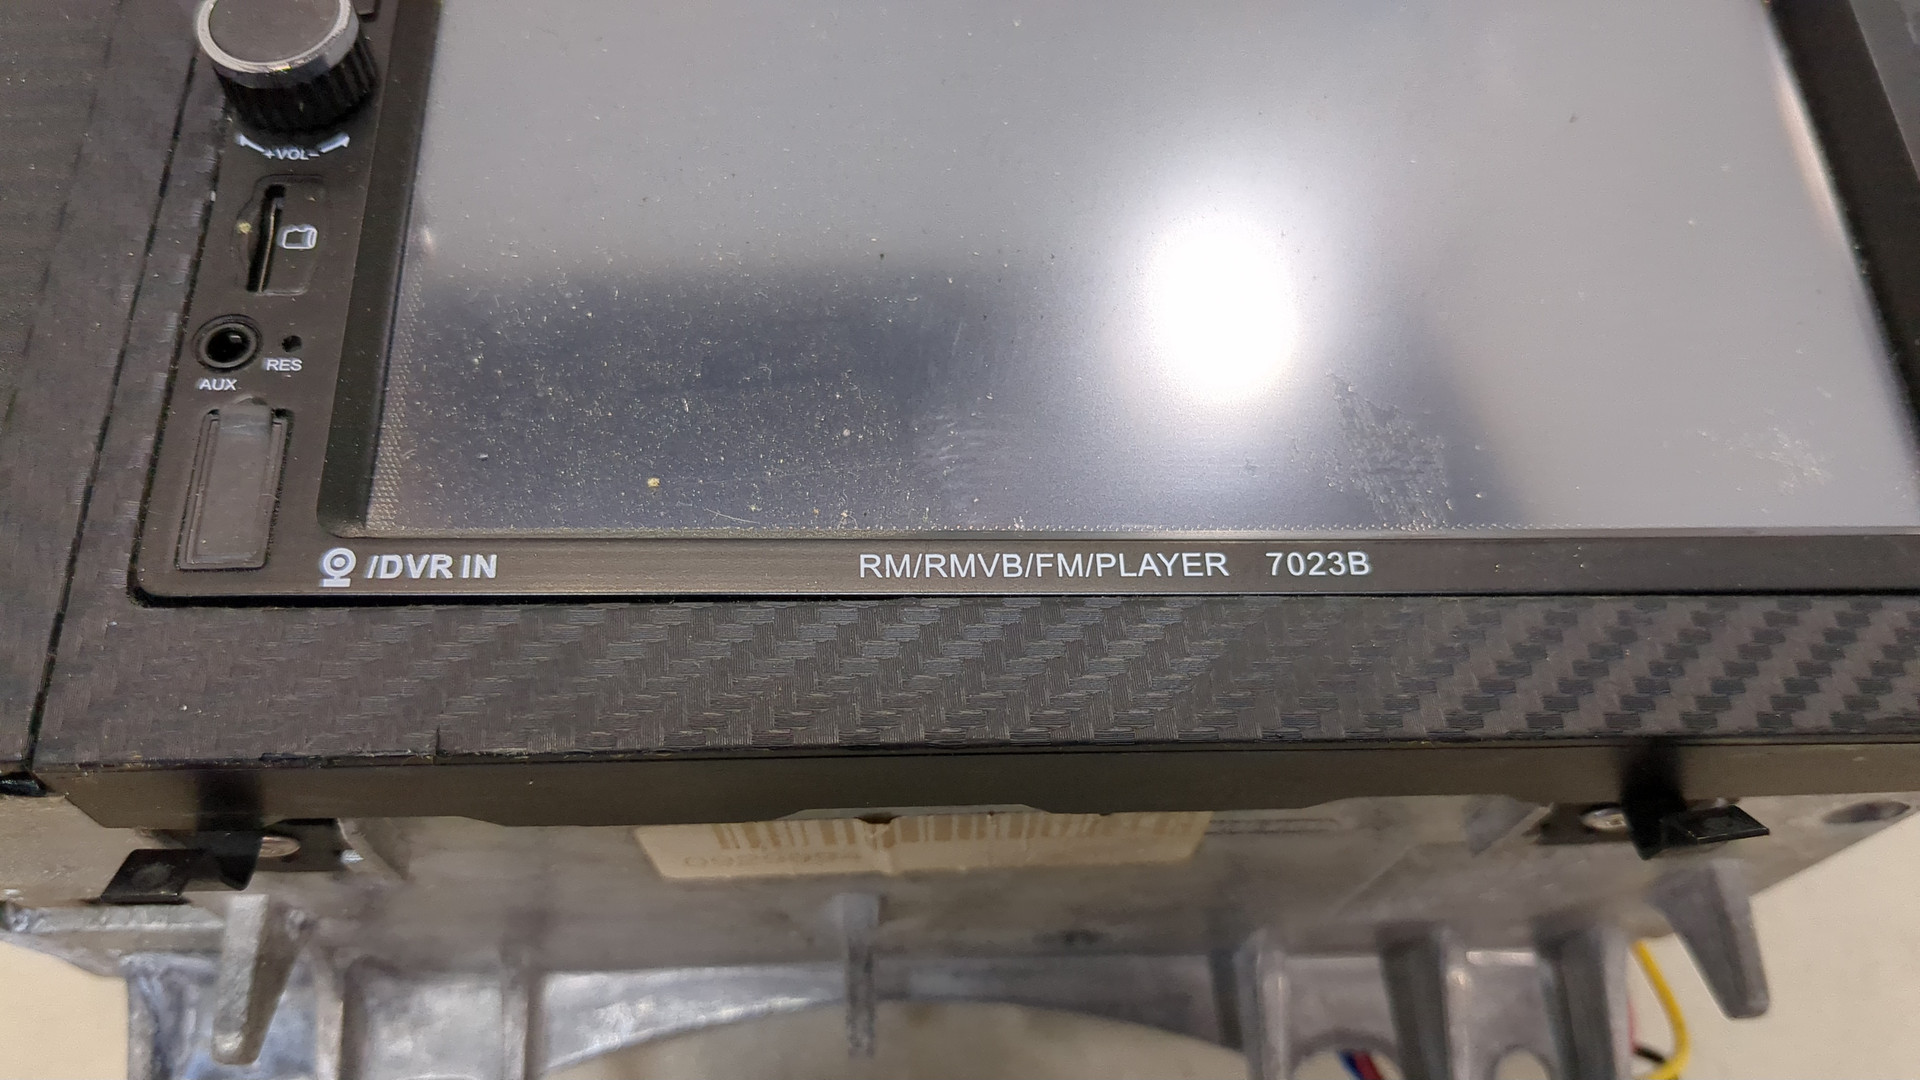 +VOL-
RES
AUX
/DVR IN
RM/RMVB/FM/PLAYER 7023B